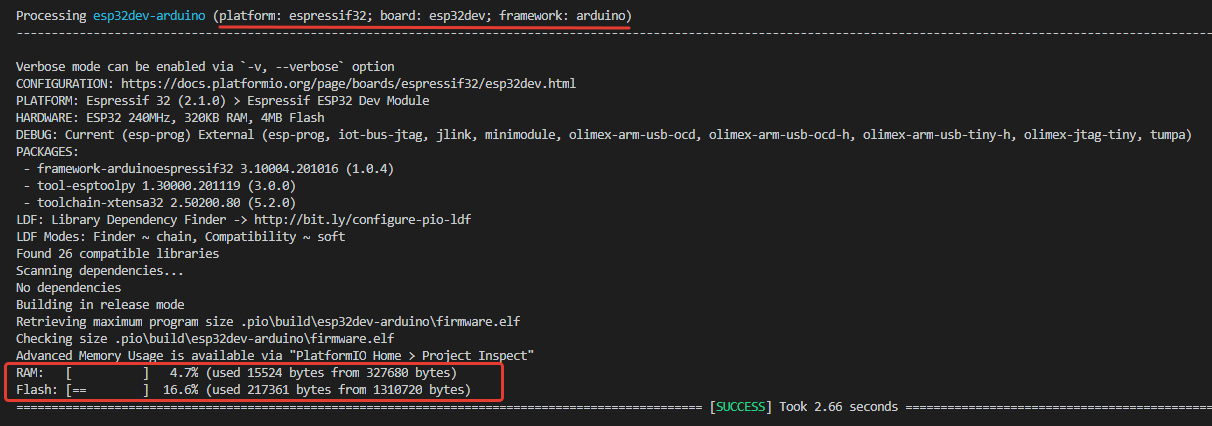 Processing esp32dev-arduino (platform: espressif32; board: esp32dev; framework: arduino)
--------------------------------------------------------------------------------
Verbose mode can be enabled via `-v, --verbose` option
CONFIGURATION: https://docs.platformio.org/page/boards/espressif32/esp32dev.html
PLATFORM: Espressif 32 (2.1.0) > Espressif ESP32 Dev Module
HARDWARE: ESP32 240MHz, 320KB RAM, 4MB Flash
DEBUG: Current (esp-prog) External (esp-prog, iot-bus-jtag, jlink, minimodule, olimex-arm-usb-ocd, olimex-arm-usb-ocd-h, olimex-arm-usb-tiny-h, olimex-jtag-tiny, tumpa)
PACKAGES:
 - framework-arduinoespressif32 3.10004.201016 (1.0.4)
 - tool-esptoolpy 1.30000.201119 (3.0.0)
 - toolchain-xtensa32 2.50200.80 (5.2.0)
LDF: Library Dependency Finder -> http://bit.ly/configure-pio-ldf
LDF Modes: Finder ~ chain, Compatibility ~ soft
Found 26 compatible libraries
Scanning dependencies...
No dependencies
Building in release mode
Retrieving maximum program size .pio\build\esp32dev-arduino\firmware.elf
Checking size .pio\build\esp32dev-arduino\firmware.elf
Advanced Memory Usage is available via "PlatformIO Home > Project Inspect"
RAM:   [          ]   4.7% (used 15524 bytes from 327680 bytes)
Flash: [==        ]  16.6% (used 217361 bytes from 1310720 bytes)
================================ [SUCCESS] Took 2.66 seconds ================================